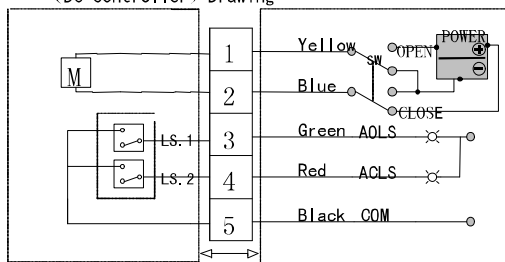 (DC Controller) Drawing
M
LS.1
LS.2
1
2
3
4
5
Yellow
Blue
Green AOLS
Red ACLS
Black COM
SW
OPEN
CLOSE
POWER
+
−